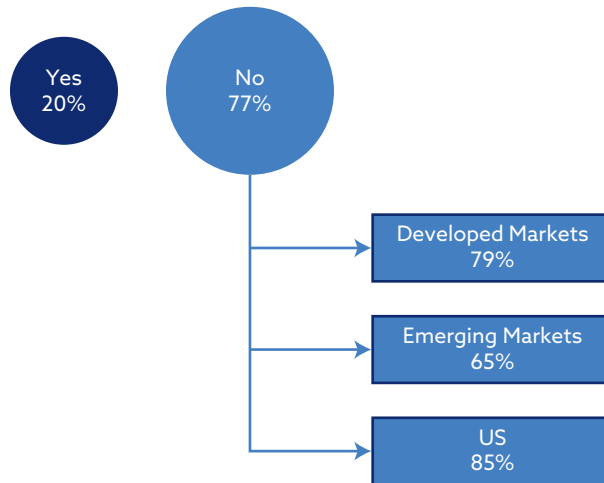 Yes
20%
No
77%
Developed Markets
79%
Emerging Markets
65%
US
85%